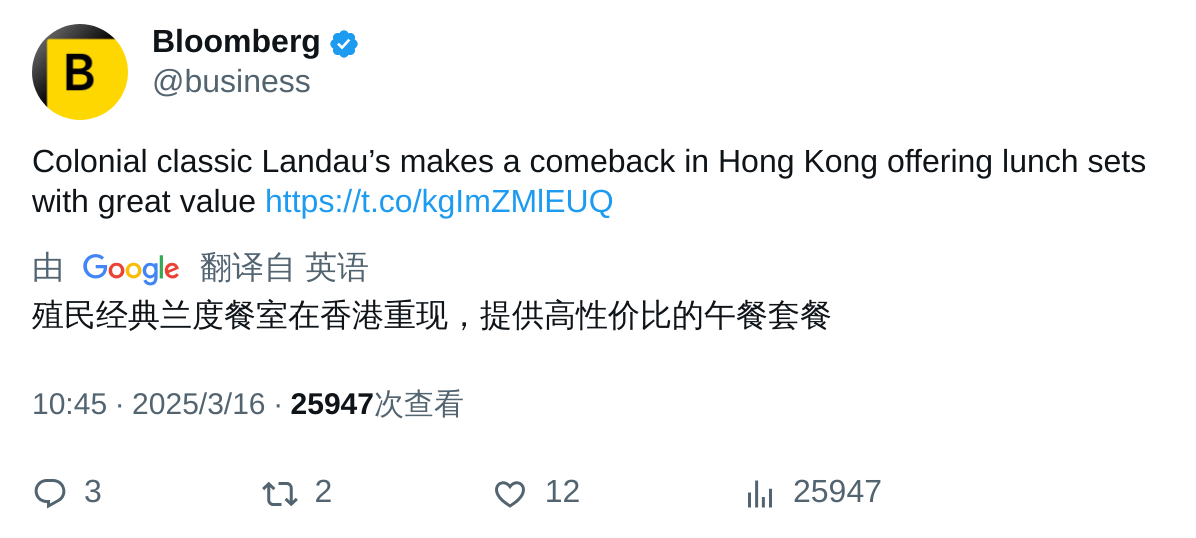 B
Bloomberg
@business
Colonial classic Landau’s makes a comeback in Hong Kong offering lunch sets
with great value https://t.co/kgImZMlEUQ
由 Google 翻译自 英语
殖民经典兰度餐室在香港重现，提供高性价比的午餐套餐
10:45 · 2025/3/16 · 25947次查看
3 2 12 25947